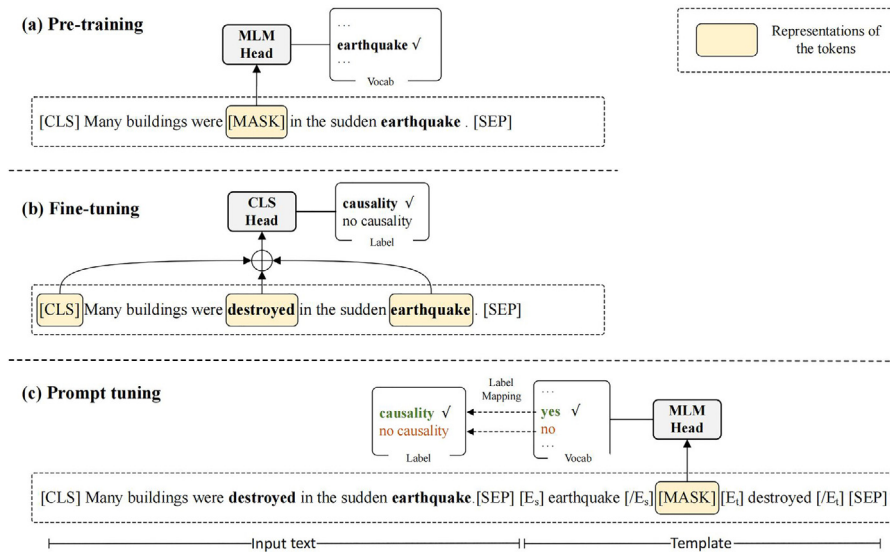 (a) Pre-training
MLM
Head
...
earthquake √
...
Vocab
Representations of
the tokens
[CLS] Many buildings were [MASK] in the sudden earthquake . [SEP]
(b) Fine-tuning
CLS
Head
causality √
no causality
Label
[CLS] Many buildings were destroyed in the sudden earthquake . [SEP]
(c) Prompt tuning
causality √
no causality
Label
Label
Mapping
...
yes √
no
...
Vocab
MLM
Head
[CLS] Many buildings were destroyed in the sudden earthquake.[SEP] [Es] earthquake [/Es] [MASK] [Et] destroyed [/Et] [SEP]
Input text
Template